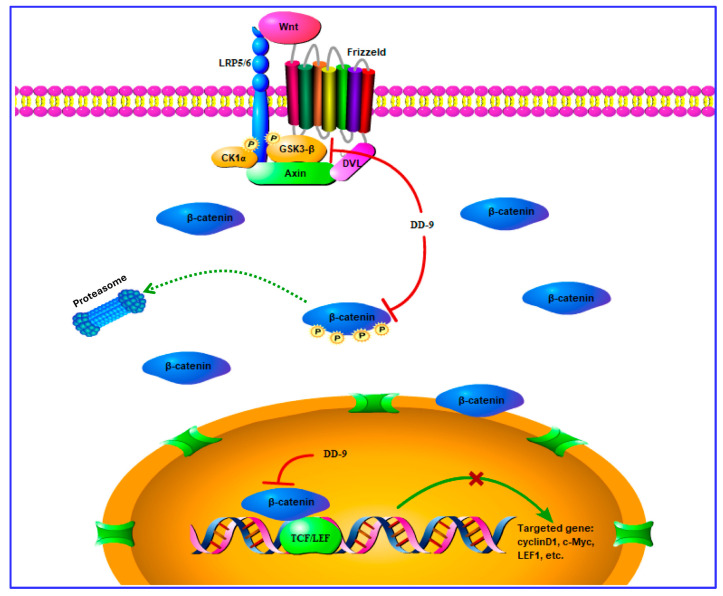 Wnt
LRP5/6
Frizzeld
P
P
CK1α
GSK3-β
DVL
Axin
β-catenin
β-catenin
DD-9
Proteasome
β-catenin
β-catenin
P
P
P
P
β-catenin
β-catenin
DD-9
β-catenin
TCF/LEF
Targeted gene:
cyclinD1, c-Myc,
LEF1, etc.